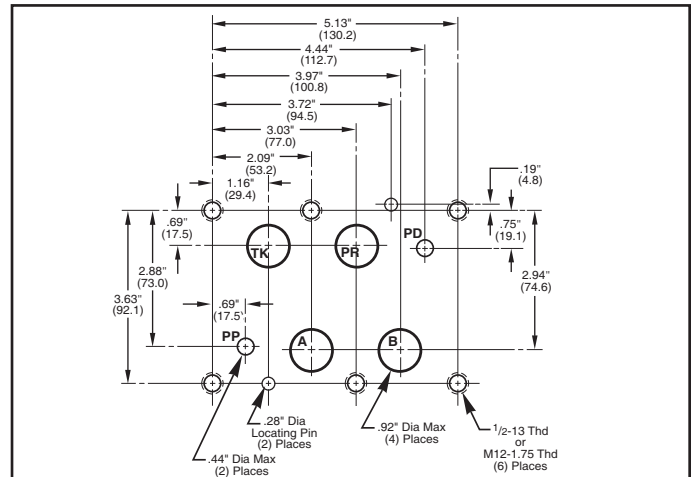 5.13"
(130.2)
4.44"
(112.7)
3.97"
(100.8)
3.72"
(94.5)
3.03"
(77.0)
2.09"
(53.2)
1.16"
(29.4)
.19"
(4.8)
.69"
(17.5)
.75"
(19.1)
TK
PR
PD
2.88"
(73.0)
2.94"
(74.6)
3.63"
(92.1)
.69"
(17.5)
PP
A
B
.28" Dia
Locating Pin
(2) Places
.92" Dia Max
(4) Places
1/2-13 Thd
or
M12-1.75 Thd
(6) Places
.44" Dia Max
(2) Places